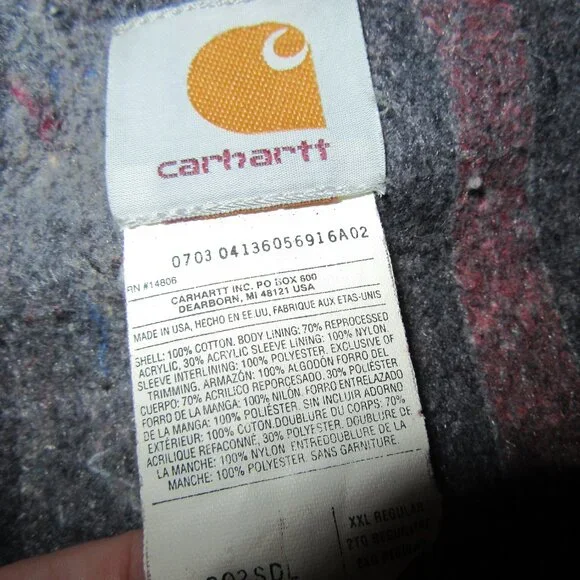 carhartt
0703 04136056916A02
RN #14806
CARHARTT INC. PO BOX 600
DEARBORN, MI 48121 USA
MADE IN USA, HECHO EN EE UU, FABRIQUE AUX ETAS-UNIS
SHELL: 100% COTTON. BODY LINING: 70% REPROCESSED
ACRYLIC, 30% ACRYLIC SLEEVE LINING: 100% NYLON.
SLEEVE INTERLINING: 100% POLYESTER. EXCLUSIVE OF
TRIMMING. ARMAZÓN: 100% ALGODÓN FORRO DEL
CUERPO: 70% ACRILICO REPORCESADO, 30% POLIÉSTER
FORRO DE LA MANGA: 100% NILÓN. FORRO ENTRELAZADO
DE LA MANGA: 100% POLIÉSTER. SIN INCLUIR ADORNO
EXTÉRIEUR: 100% COTON.DOUBLURE DU CORPS: 70%
ACRILIQUE REFACONNÉ, 30% POLYESTER. DOUBLURE DE
LA MANCHE: 100% NYLON. ENTREDOUBLURE DE LA
MANCHE: 100% POLYESTER. SANS GARNITURE.
XXL REGULAR